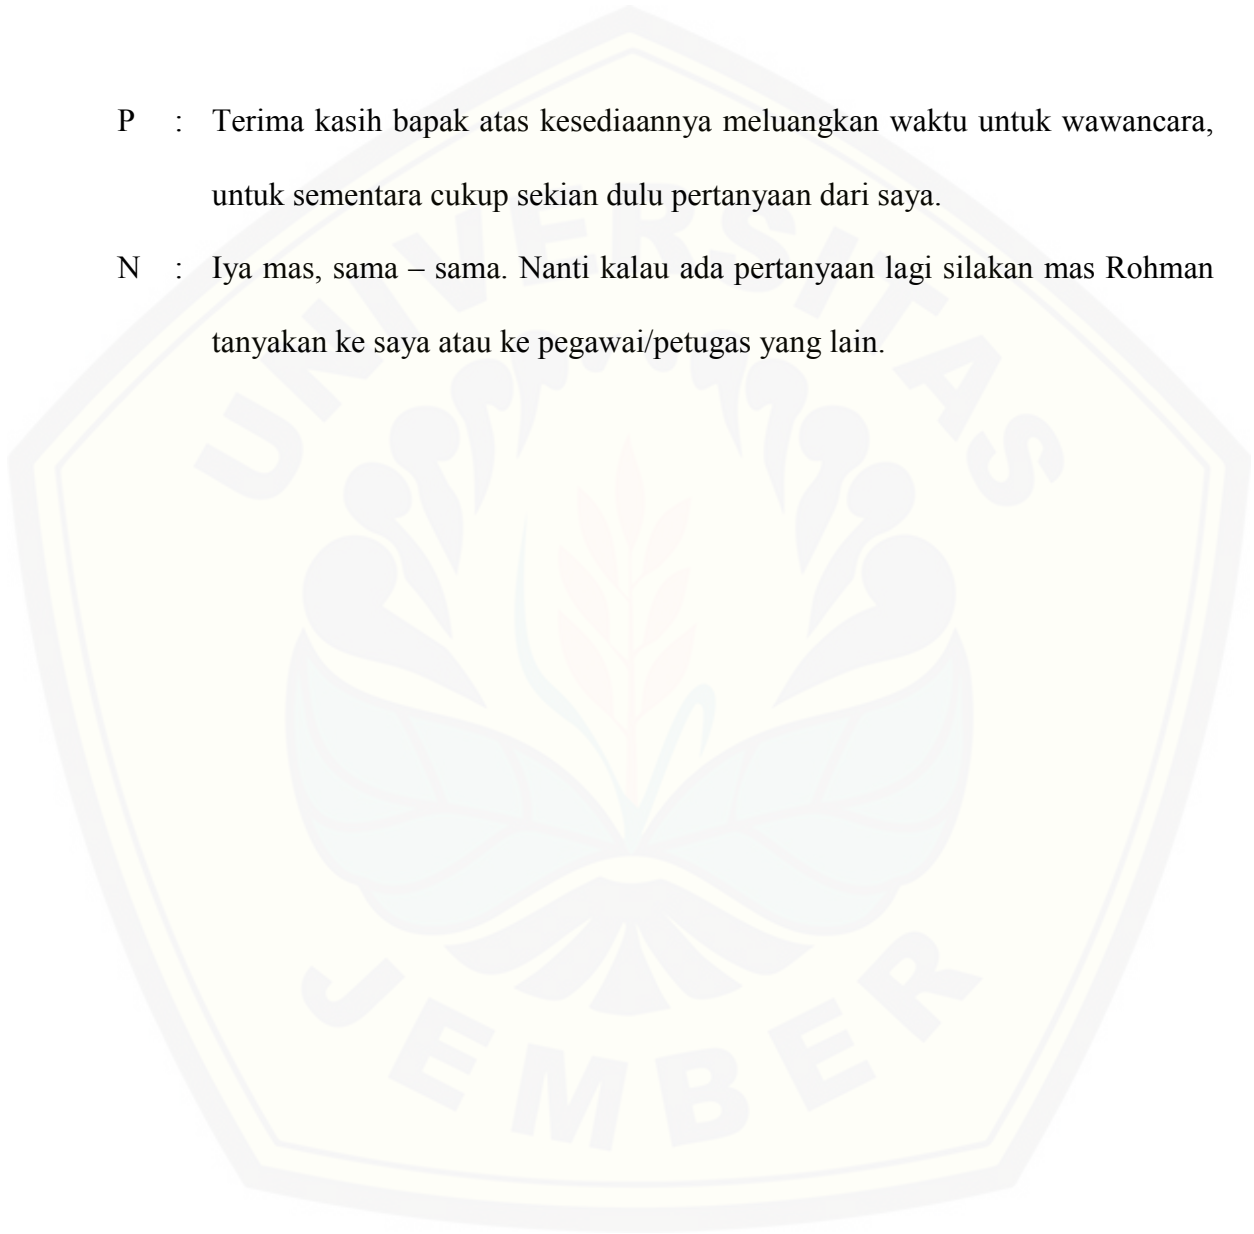 P : Terima kasih bapak atas kesediaannya meluangkan waktu untuk wawancara,
untuk sementara cukup sekian dulu pertanyaan dari saya.
N : Iya mas, sama – sama. Nanti kalau ada pertanyaan lagi silakan mas Rohman
tanyakan ke saya atau ke pegawai/petugas yang lain.
UNIVERSITAS
JEMBER